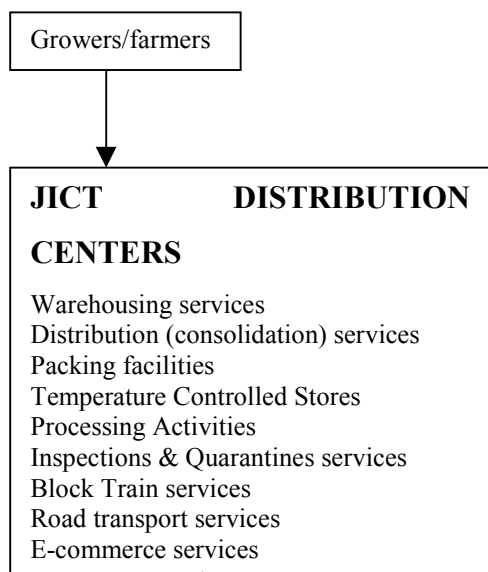 Growers/farmers
JICT DISTRIBUTION
CENTERS
Warehousing services
Distribution (consolidation) services
Packing facilities
Temperature Controlled Stores
Processing Activities
Inspections & Quarantines services
Block Train services
Road transport services
E-commerce services